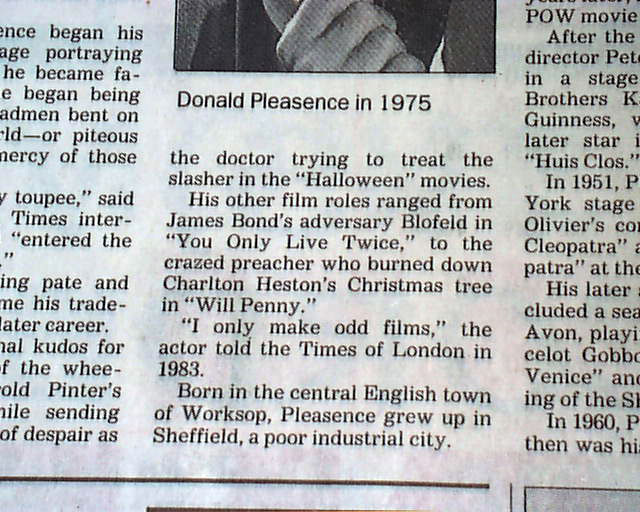 ence began his
age portraying
he became fa-
e began being
admen bent on
rld—or piteous
mercy of those
y toupee," said
Times inter-
"entered the
."
ing pate and
me his trade-
later career.
nal kudos for
f the whee-
old Pinter's
hile sending
of despair as
Donald Pleasence in 1975
the doctor trying to treat the
slasher in the "Halloween" movies.
His other film roles ranged from
James Bond's adversary Blofeld in
"You Only Live Twice," to the
crazed preacher who burned down
Charlton Heston's Christmas tree
in "Will Penny."
"I only make odd films," the
actor told the Times of London in
1983.
Born in the central English town
of Worksop, Pleasence grew up in
Sheffield, a poor industrial city.
POW movie
After the
director Pete
in a stage
Brothers K
Guinness, w
later star i
"Huis Clos."
In 1951, P
York stage
Olivier's co
Cleopatra" a
patra" at the
His later s
cluded a sea
Avon, playi
celot Gobbo
Venice" and
ing of the Sh
In 1960, P
then was his